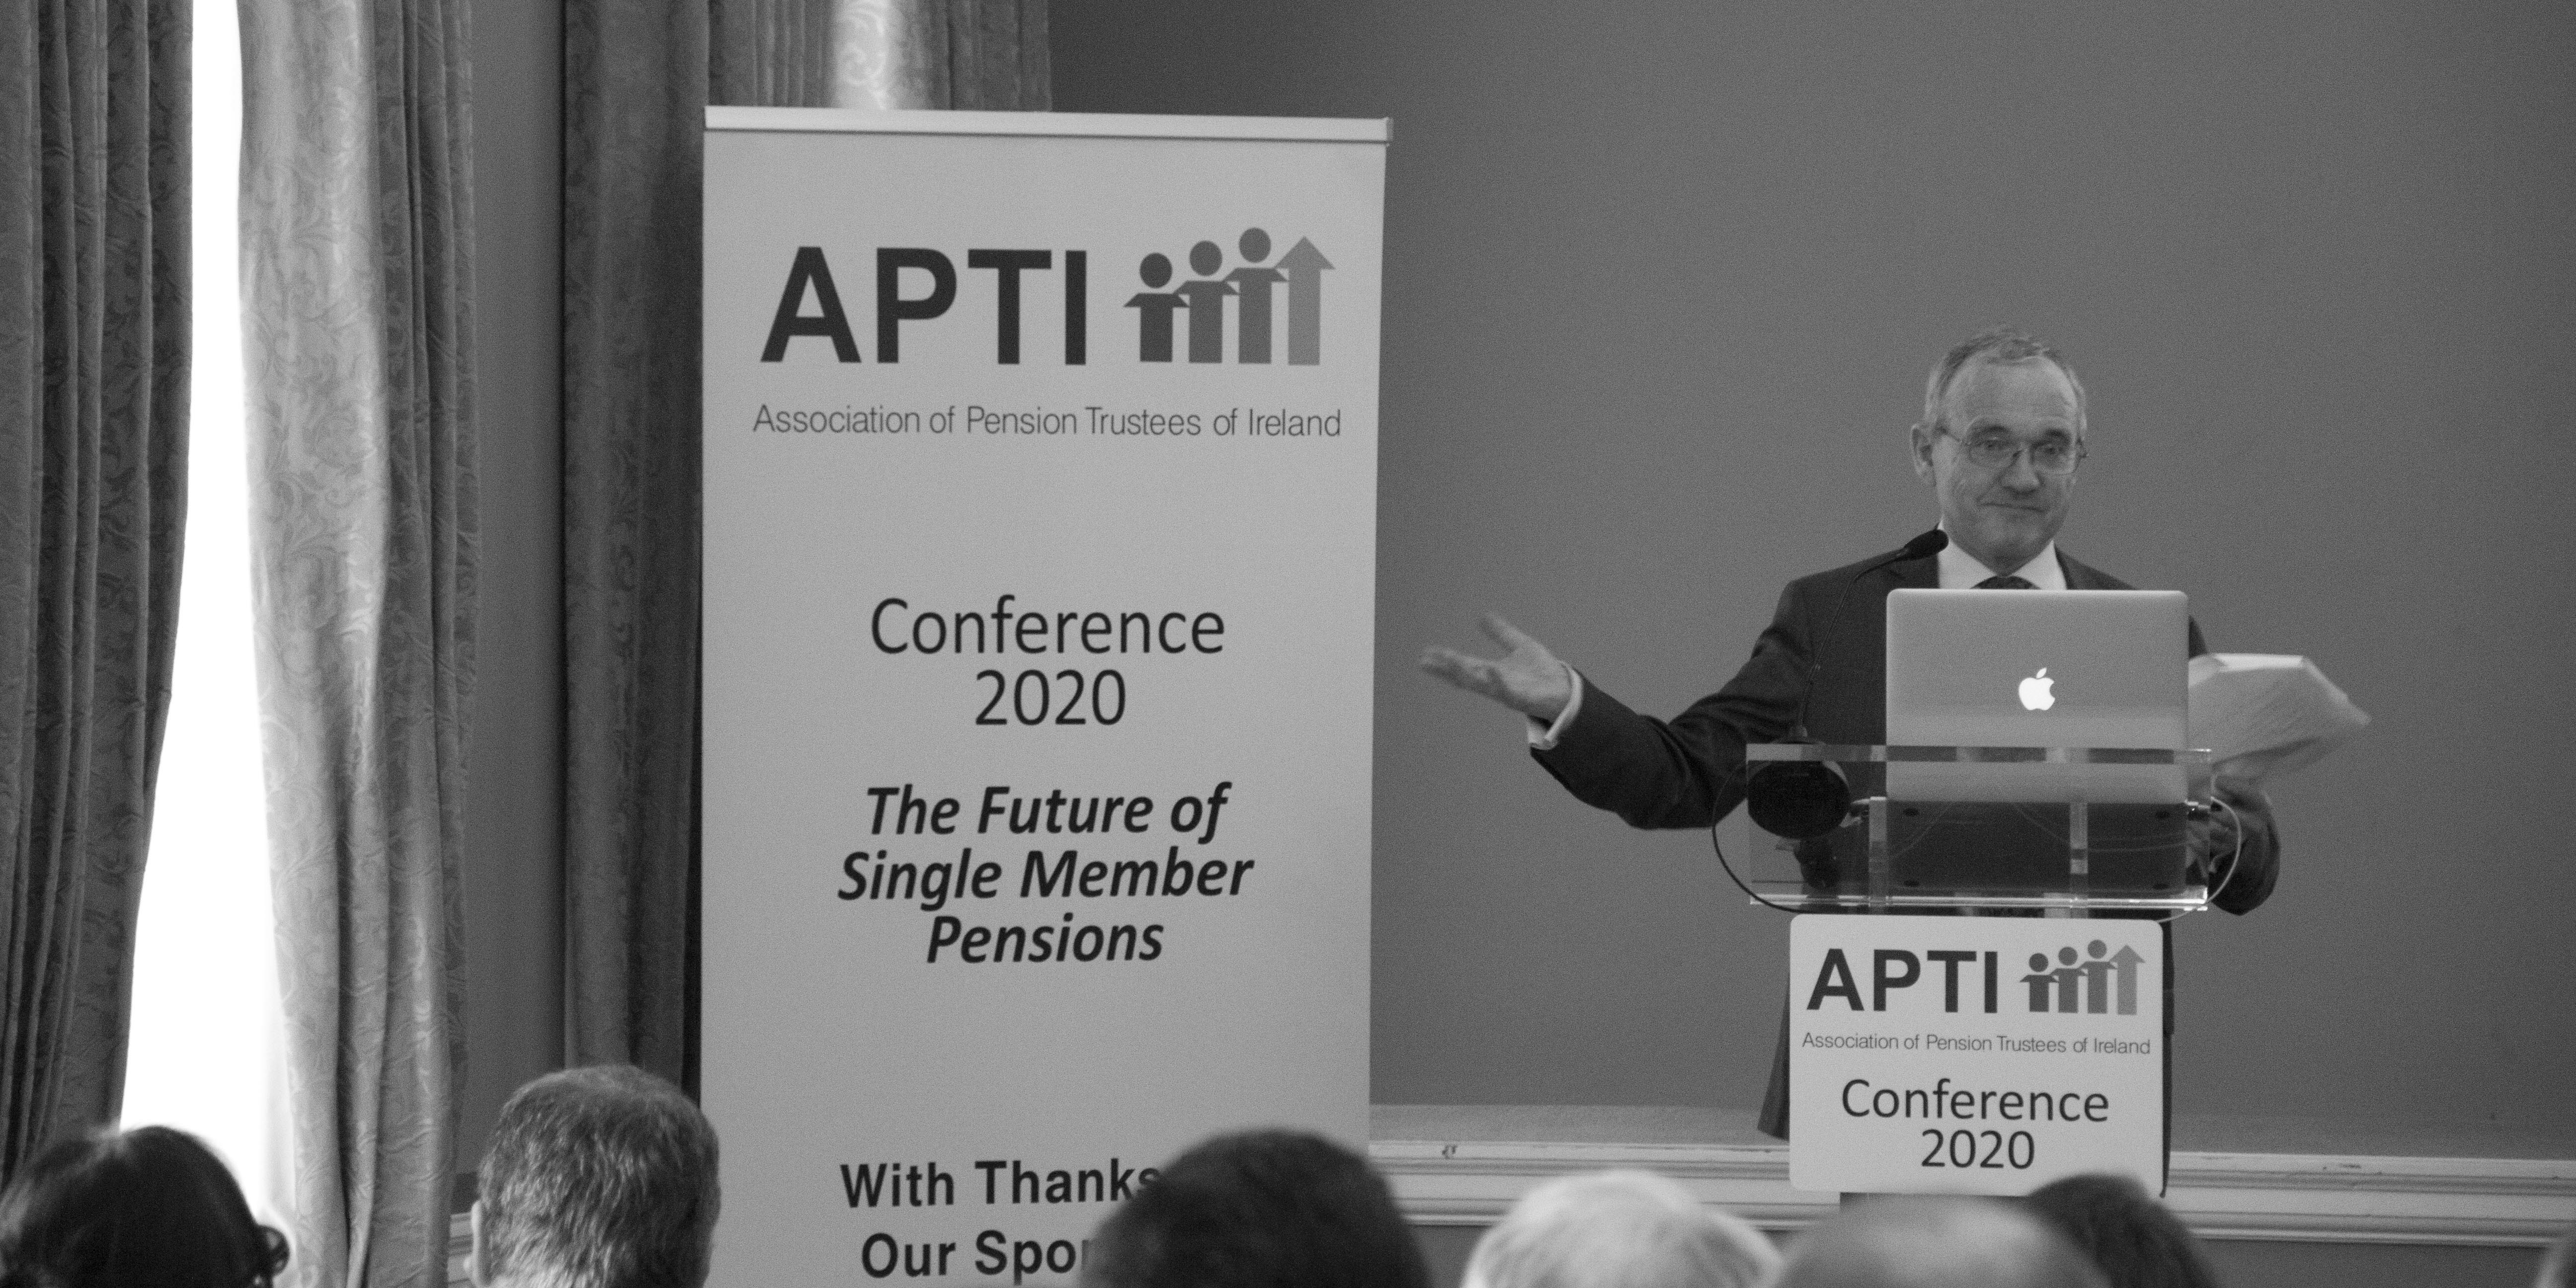 APTI
Association of Pension Trustees of Ireland
Conference
2020
The Future of
Single Member
Pensions
With Thanks
Our
APTI
Association of Pension Trustees of Ireland
Conference
2020